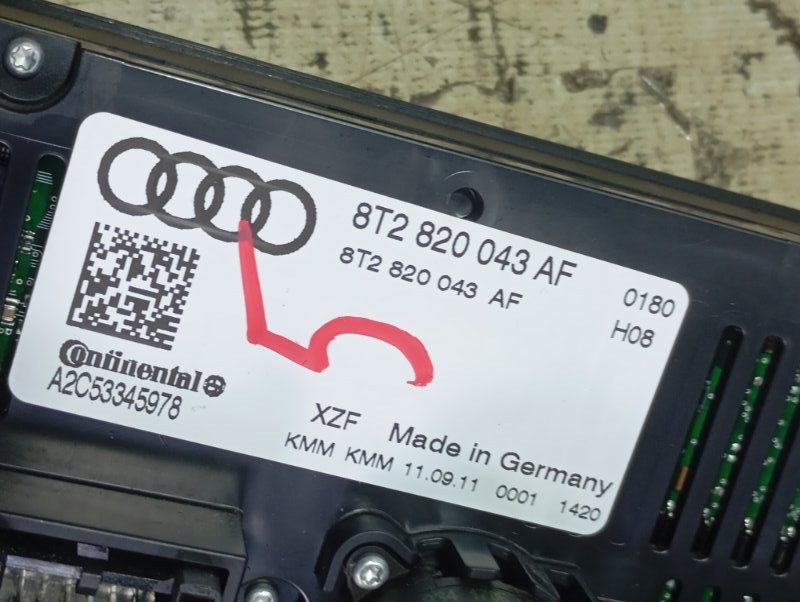 8T2 820 043 AF
8T2 820 043 AF
0180
H08
Continental
A2C53345978
XZF Made in Germany
KMM KMM 11.09.11 0001 1420